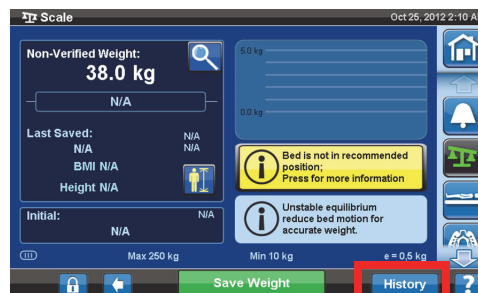 Scale
Oct 25, 2012 2:10 A
Non-Verified Weight:
38.0 kg
N/A
Last Saved:
N/A
N/A
N/A
BMI N/A
Height N/A
Initial:
N/A
N/A
5.0 kg
0.0 kg
Bed is not in recommended
position;
Press for more information
Unstable equilibrium
reduce bed motion for
accurate weight.
Max 250 kg
Min 10 kg
e = 0,5 kg
Save Weight
History
?